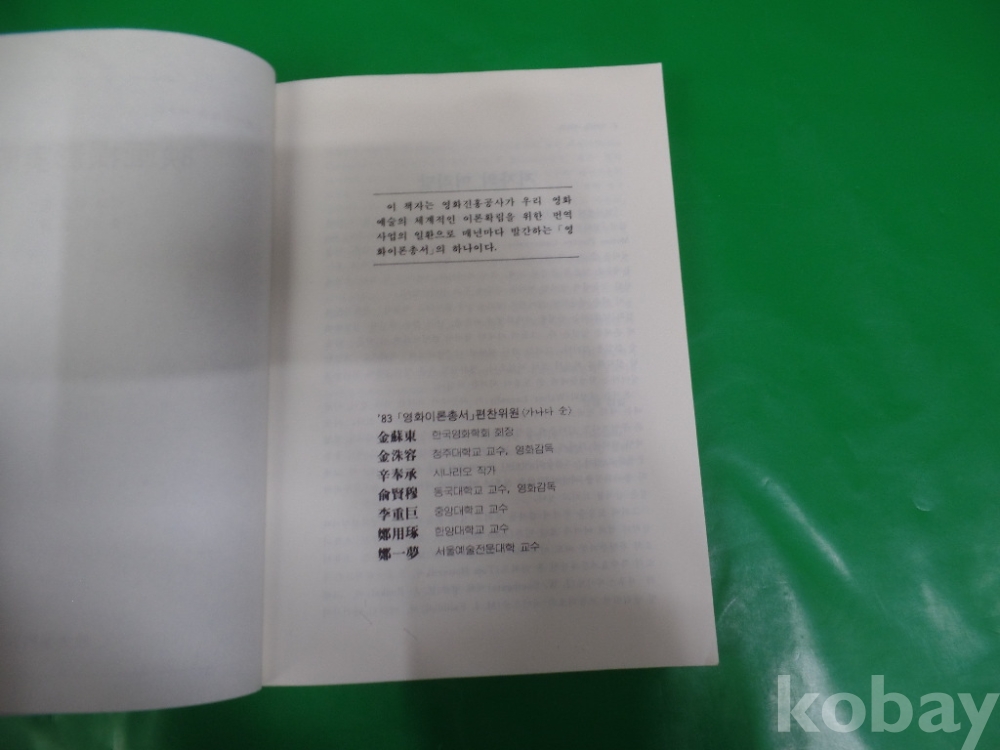 이 책자는 영화진흥공사가 우리 영화
예술의 체계적인 이론확립을 위한 번역
사업의 일환으로 매년마다 발간하는 「영
화이론총서」의 하나이다.
'83 「영화이론총서」편찬위원 (가나다 순)
金蘇東 한국영화학회 회장
金洙容 청주대학교 교수, 영화감독
辛奉承 시나리오 작가
兪賢穆 동국대학교 교수, 영화감독
李重巨 중앙대학교 교수
鄭用琢 한양대학교 교수
鄭一夢 서울예술전문대학 교수
kobay